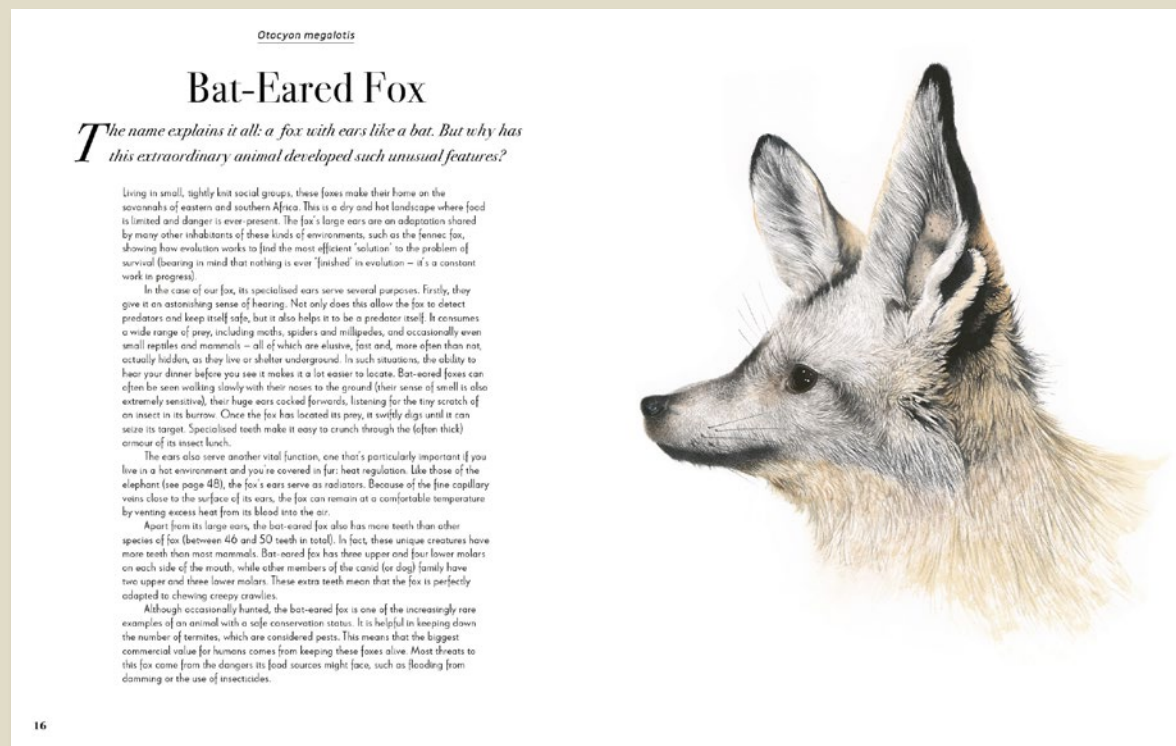 Otocyon megalotis
Bat-Eared Fox
The name explains it all: a fox with ears like a bat. But why has
this extraordinary animal developed such unusual features?
Living in small, tightly knit social groups, these foxes make their home on the
savannahs of eastern and southern Africa. This is a dry and hot landscape where food
is limited and danger is ever-present. The fox's large ears are an adaptation shared
by many other inhabitants of these kinds of environments, such as the fennec fox,
showing how evolution works to find the most efficient 'solution' to the problem of
survival (bearing in mind that nothing is ever 'finished' in evolution – it's a constant
work in progress).
In the case of our fox, its specialised ears serve several purposes. Firstly, they
give it an astonishing sense of hearing. Not only does this allow the fox to detect
predators and keep itself safe, but it also helps it to be a predator itself. It consumes
a wide range of prey, including moths, spiders and millipedes, and occasionally even
small reptiles and mammals – all of which are elusive, fast and, more often than not,
actually hidden, as they live or shelter underground. In such situations, the ability to
hear your dinner before you see it makes it a lot easier to locate. Bat-eared foxes can
often be seen walking slowly with their noses to the ground (their sense of smell is also
extremely sensitive), their huge ears cocked forwards, listening for the tiny scratch of
an insect in its burrow. Once the fox has located its prey, it swiftly digs until it can
seize its target. Specialised teeth make it easy to crunch through the (often thick)
armour of its insect lunch.
The ears also serve another vital function, one that's particularly important if you
live in a hot environment and you're covered in fur: heat regulation. Like those of the
elephant (see page 48), the fox's ears serve as radiators. Because of the fine capillary
veins close to the surface of its ears, the fox can remain at a comfortable temperature
by venting excess heat from its blood into the air.
Apart from its large ears, the bat-eared fox also has more teeth than other
species of fox (between 46 and 50 teeth in total). In fact, these unique creatures have
more teeth than most mammals. Bat-eared fox has three upper and four lower molars
on each side of the mouth, while other members of the canid (or dog) family have
two upper and three lower molars. These extra teeth mean that the fox is perfectly
adapted to chewing creepy crawlies.
Although occasionally hunted, the bat-eared fox is one of the increasingly rare
examples of an animal with a safe conservation status. It is helpful in keeping down
the number of termites, which are considered pests. This means that the biggest
commercial value for humans comes from keeping these foxes alive. Most threats to
this fox come from the dangers its food sources might face, such as flooding from
damming or the use of insecticides.
16